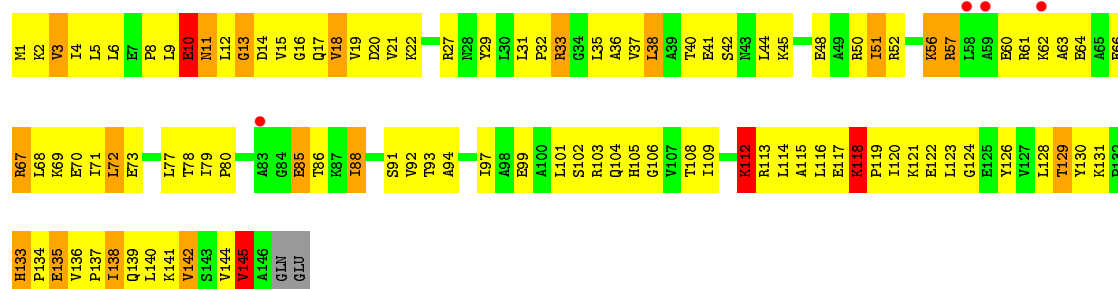 M1 K2 V3 I4 L5 L6 E7 P8 L9 E10 N11 L12 G13 D14 V15 G16 Q17 V18 V19 D20 V21 K22 R27 N28 Y29 L30 L31 P32 R33 G34 L35 A36 V37 L38 A39 T40 E41 S42 N43 L44 K45 E48 A49 R50 I51 R52 K56 R57 L58 A59 E60 R61 K62 A63 E64 A65 E66
R67 L68 K69 E70 I71 L72 E73 L77 T78 I79 P80 A83 G84 E85 T86 K87 I88 S91 V92 T93 A94 I97 A98 E99 A100 L101 S102 R103 Q104 H105 G106 V107 T108 I109 K112 R113 L114 A115 L116 E117 K118 P119 I120 K121 E122 L123 G124 E125 Y126 V127 L128 T129 Y130 K131 P132
H133 P134 E135 V136 P137 I138 Q139 L140 K141 V142 S143 V144 V145 A146 GLN GLU